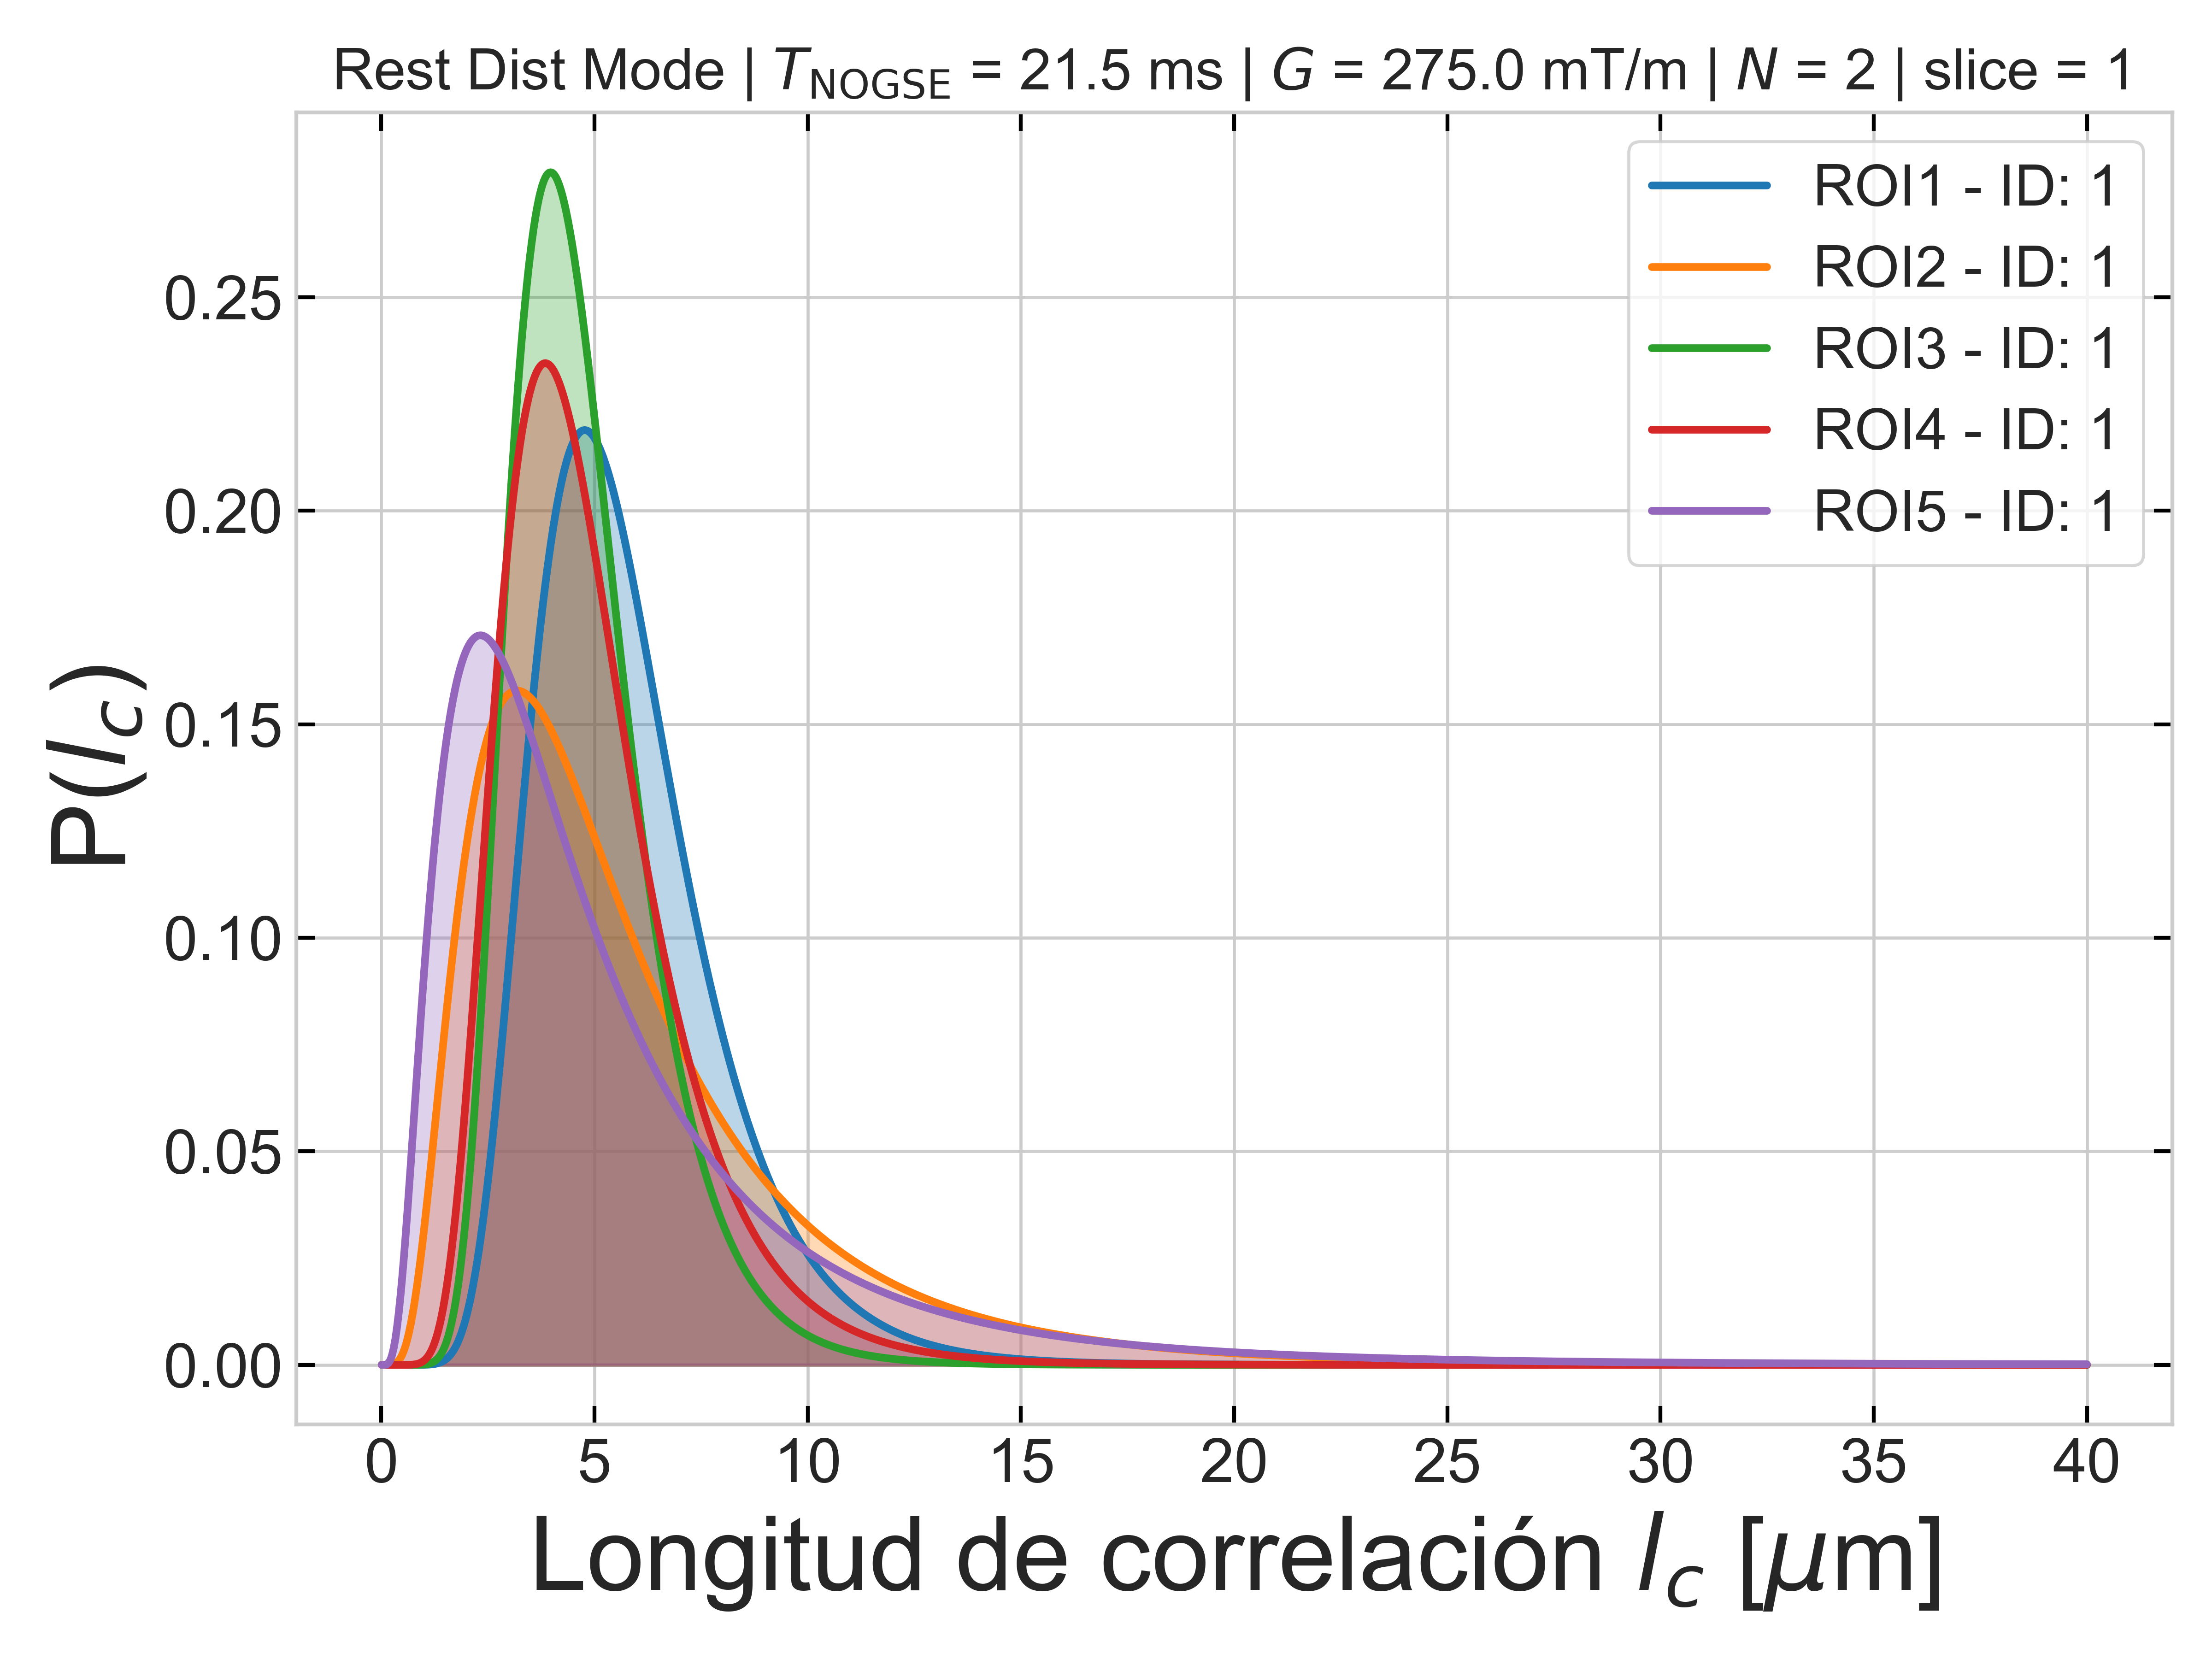 Rest Dist Mode | T_NOGSE = 21.5 ms | G = 275.0 mT/m | N = 2 | slice = 1
ROI1 - ID: 1
ROI2 - ID: 1
ROI3 - ID: 1
ROI4 - ID: 1
ROI5 - ID: 1
P(l_c)
0.25
0.20
0.15
0.10
0.05
0.00
0 5 10 15 20 25 30 35 40
Longitud de correlación l_c [μm]